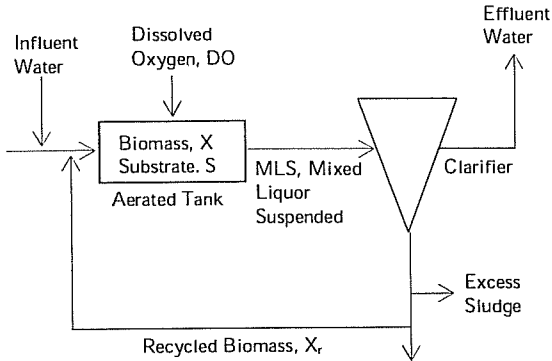 Influent
Water
Dissolved
Oxygen, DO
Effluent
Water
Biomass, X
Substrate. S
Aerated Tank
MLS, Mixed
Liquor
Suspended
Clarifier
Excess
Sludge
Recycled Biomass, Xr